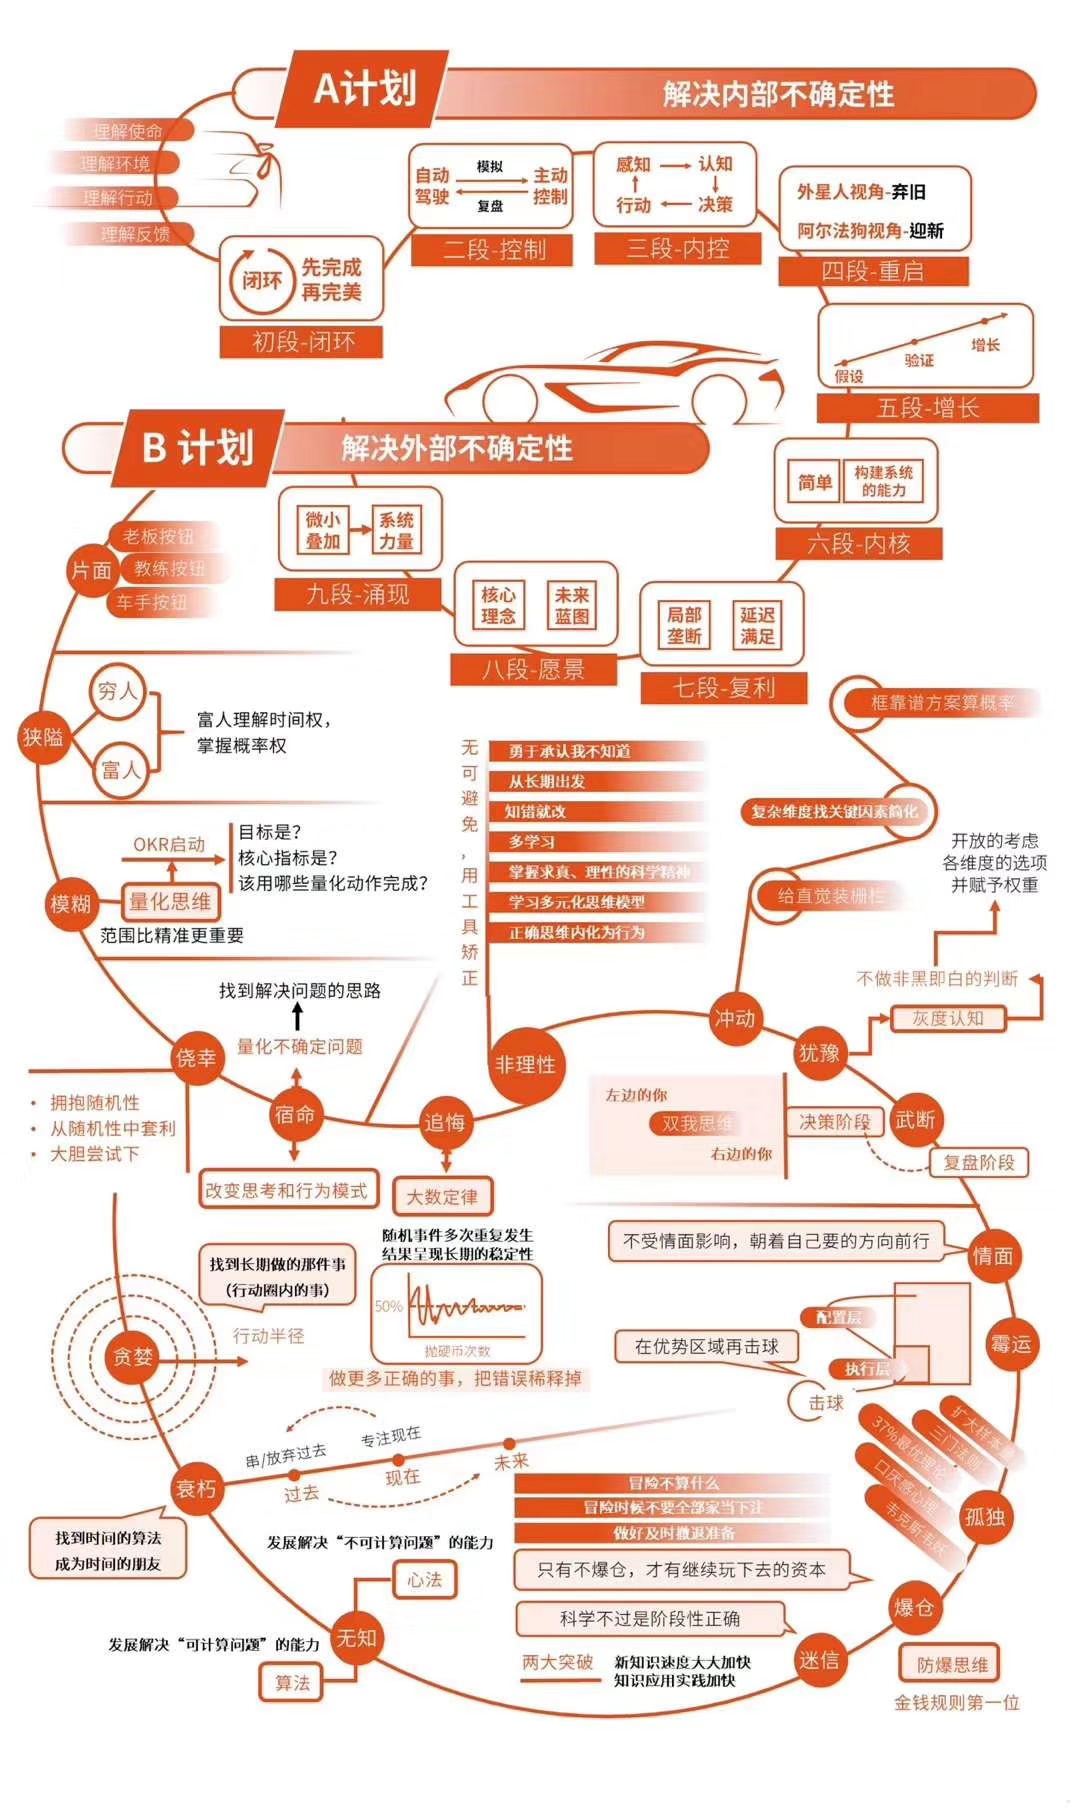 A计划
解决内部不确定性
理解使命
理解环境
理解行动
理解反馈
闭环
先完成
再完美
初段-闭环
自动
驾驶
模拟
复盘
主动
控制
二段-控制
感知
认知
行动
决策
三段-内控
外星人视角-弃旧
阿尔法狗视角-迎新
四段-重启
假设
验证
增长
五段-增长
简单
构建系统
的能力
六段-内核
局部
垄断
延迟
满足
七段-复利
核心
理念
未来
蓝图
八段-愿景
微小
叠加
系统
力量
九段-涌现
B 计划
解决外部不确定性
片面
老板按钮
教练按钮
车手按钮
狭隘
穷人
富人
富人理解时间权，
掌握概率权
模糊
OKR启动
量化思维
目标是？
核心指标是？
该用哪些量化动作完成？
范围比精准更重要
侥幸
拥抱随机性
从随机性中套利
大胆尝试下
宿命
找到解决问题的思路
量化不确定问题
改变思考和行为模式
追悔
大数定律
随机事件多次重复发生
结果呈现长期的稳定性
50%
抛硬币次数
做更多正确的事，把错误稀释掉
非理性
无可避免，用工具矫正
勇于承认我不知道
从长期出发
知错就改
多学习
掌握求真、理性的科学精神
学习多元化思维模型
正确思维内化为行为
冲动
框靠谱方案算概率
复杂维度找关键因素简化
给直觉装栅栏
犹豫
灰度认知
不做非黑即白的判断
开放的考虑
各维度的选项
并赋予权重
武断
左边的你
双我思维
右边的你
决策阶段
复盘阶段
情面
不受情面影响，朝着自己要的方向前行
霉运
配置层
执行层
在优势区域再击球
击球
孤独
扩大样本
三门法则
37%最优理论
口厌感心理
韦克斯韦妖
爆仓
冒险不算什么
冒险时候不要全部家当下注
做好及时撤退准备
只有不爆仓，才有继续玩下去的资本
防爆思维
金钱规则第一位
迷信
科学不过是阶段性正确
两大突破
新知识速度大大加快
知识应用实践加快
无知
发展解决“不可计算问题”的能力
心法
发展解决“可计算问题”的能力
算法
衰朽
串/放弃过去
专注现在
过去
现在
未来
找到时间的算法
成为时间的朋友
贪婪
找到长期做的那件事
（行动圈内的事）
行动半径